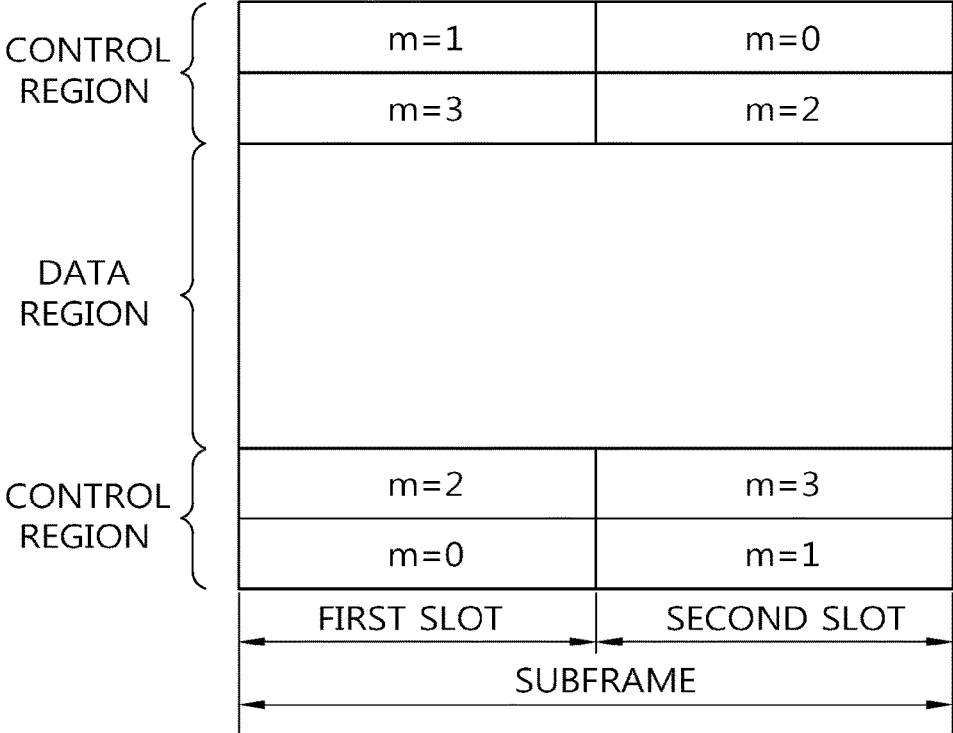 CONTROL
REGION
m=1
m=0
m=3
m=2
DATA
REGION
CONTROL
REGION
m=2
m=3
m=0
m=1
FIRST SLOT
SECOND SLOT
SUBFRAME